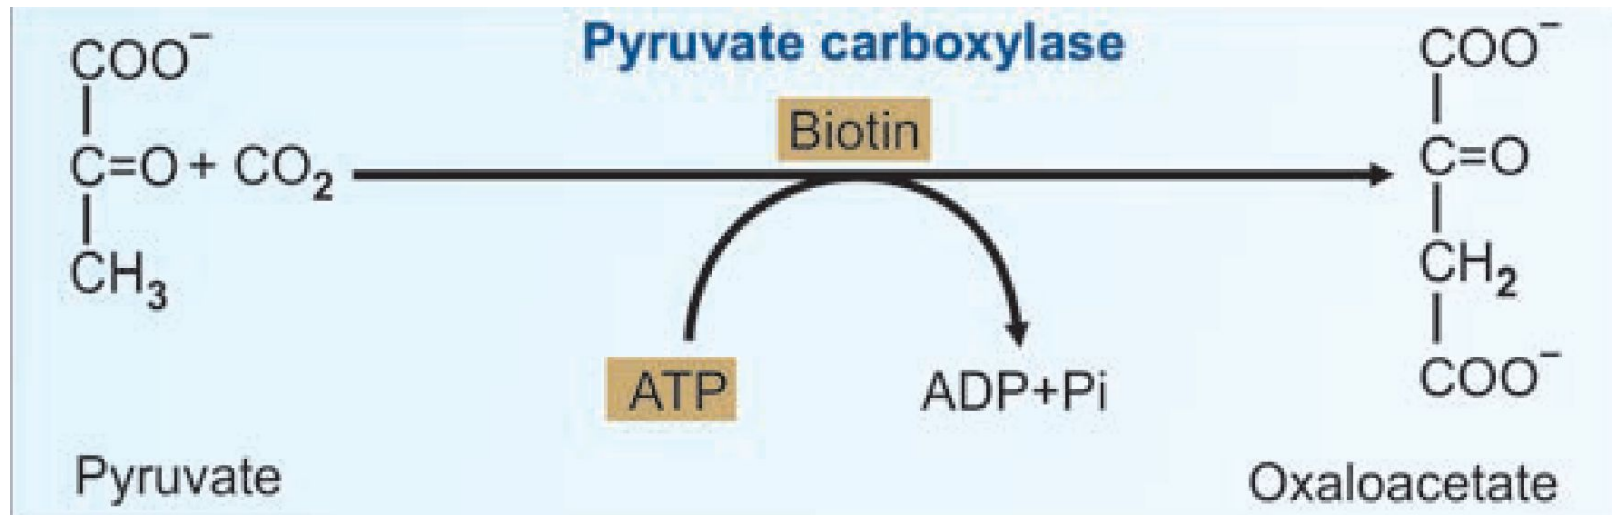 Pyruvate carboxylase
COO⁻
C=O + CO₂
CH₃
Biotin
ATP
ADP+Pi
COO⁻
C=O
CH₂
COO⁻
Pyruvate
Oxaloacetate